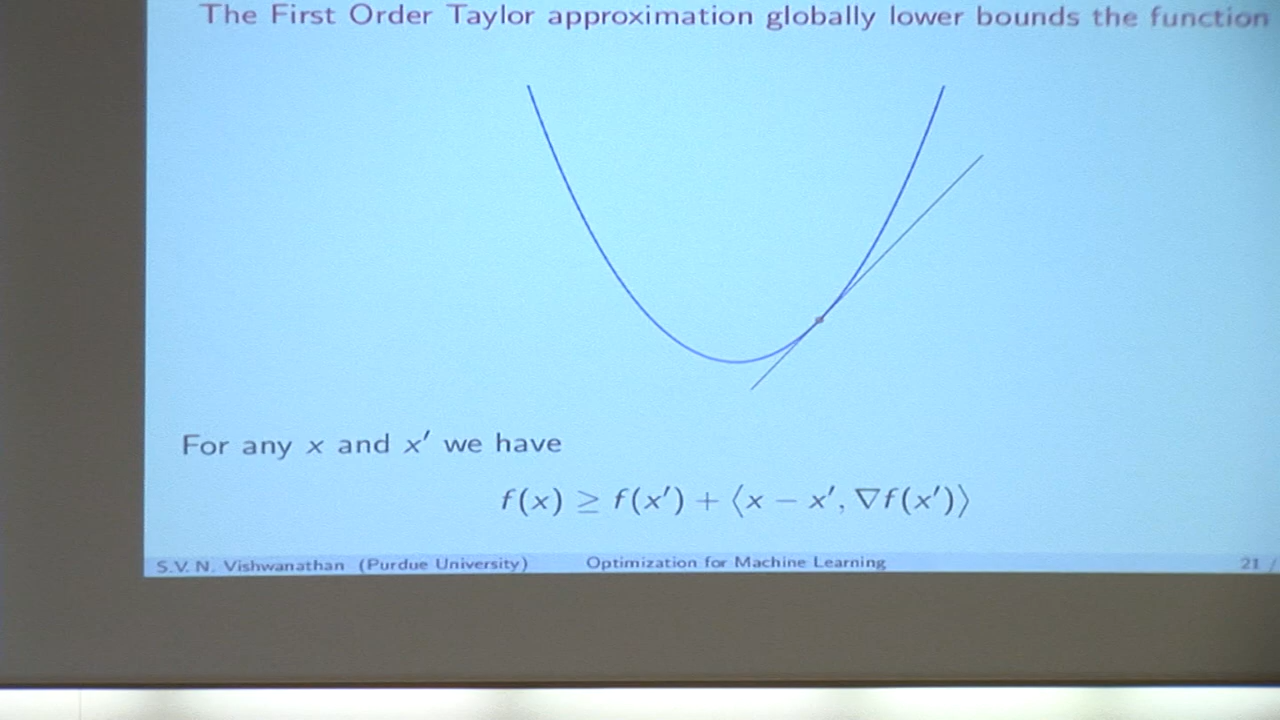 The First Order Taylor approximation globally lower bounds the function
For any x and x′ we have
f(x) ≥ f(x′) + ⟨x − x′, ∇f(x′)⟩
S.V. N. Vishwanathan (Purdue University) Optimization for Machine Learning 21 /